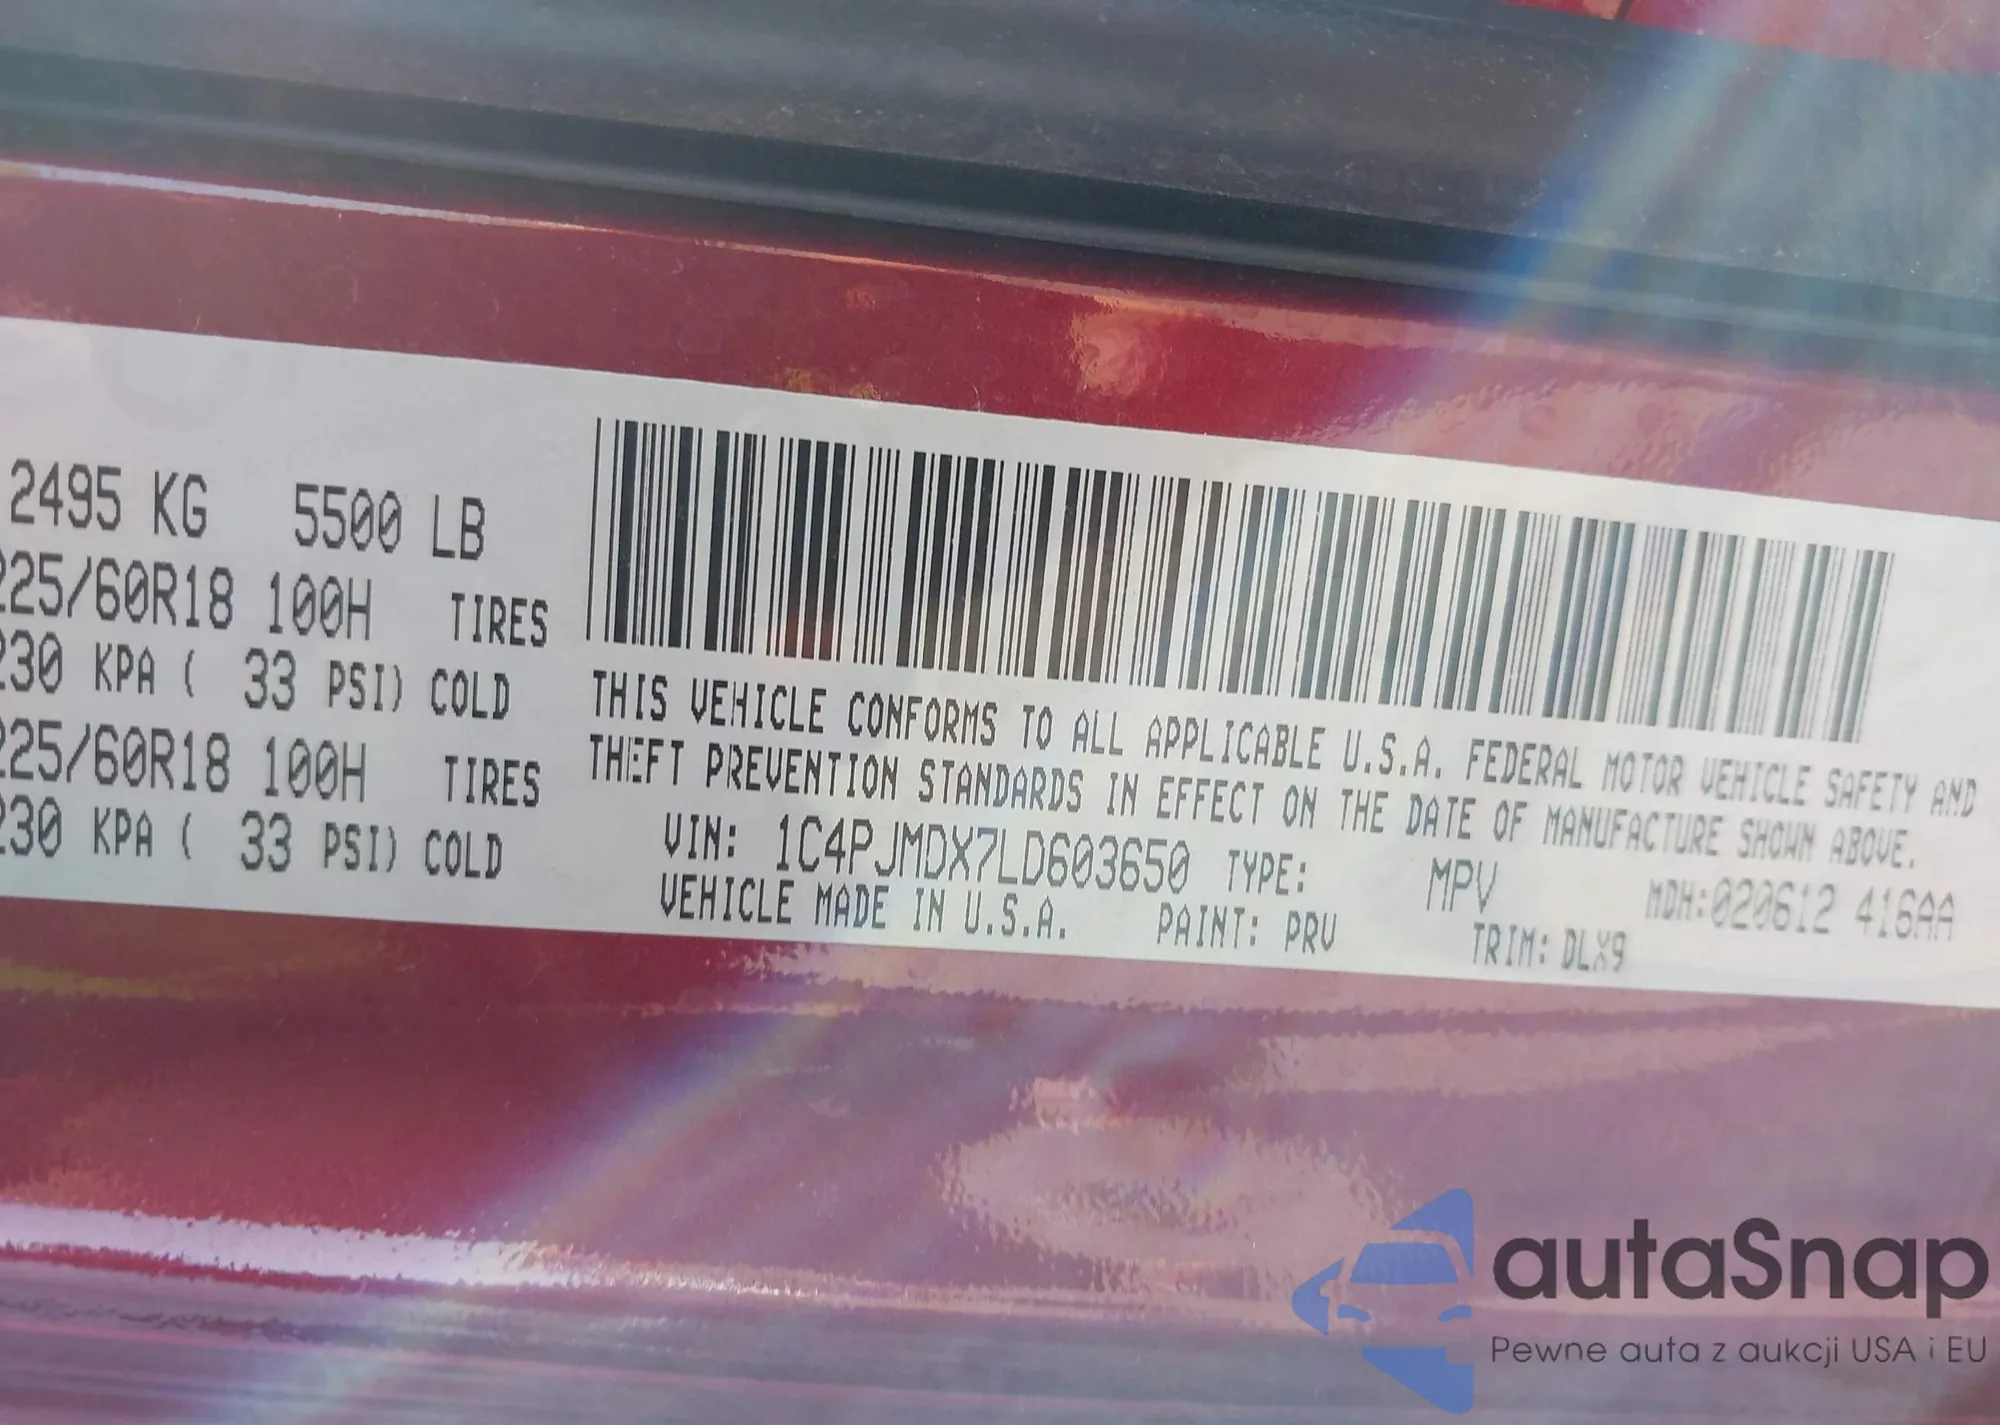 2495 KG 5500 LB
225/60R18 100H TIRES
230 KPA ( 33 PSI) COLD
225/60R18 100H TIRES
230 KPA ( 33 PSI) COLD
THIS VEHICLE CONFORMS TO ALL APPLICABLE U.S.A. FEDERAL MOTOR VEHICLE SAFETY AND
THEFT PREVENTION STANDARDS IN EFFECT ON THE DATE OF MANUFACTURE SHOWN ABOVE.
VIN: 1C4PJMDX7LD603650 TYPE: MPV MDH:020612 416AA
VEHICLE MADE IN U.S.A. PAINT: PRV TRIM: DLX9
autaSnap
Pewne auta z aukcji USA i EU